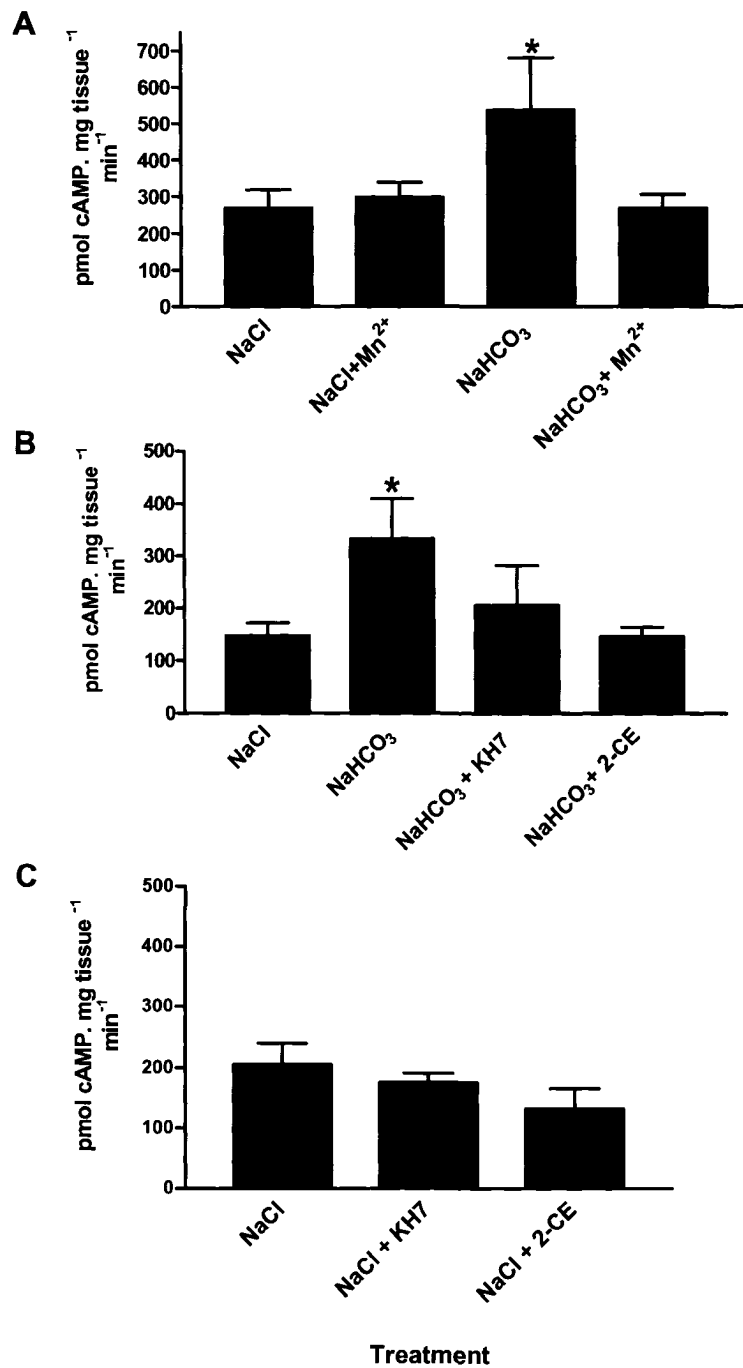 A
pmol cAMP. mg tissue ⁻¹
min⁻¹
700
600
500
400
300
200
100
0
*
NaCl
NaCl+Mn²⁺
NaHCO₃
NaHCO₃+ Mn²⁺
B
pmol cAMP. mg tissue ⁻¹
min⁻¹
500
400
300
200
100
0
*
NaCl
NaHCO₃
NaHCO₃ + KH7
NaHCO₃ + 2-CE
C
pmol cAMP. mg tissue ⁻¹
min⁻¹
500
400
300
200
100
0
NaCl
NaCl + KH7
NaCl + 2-CE
Treatment